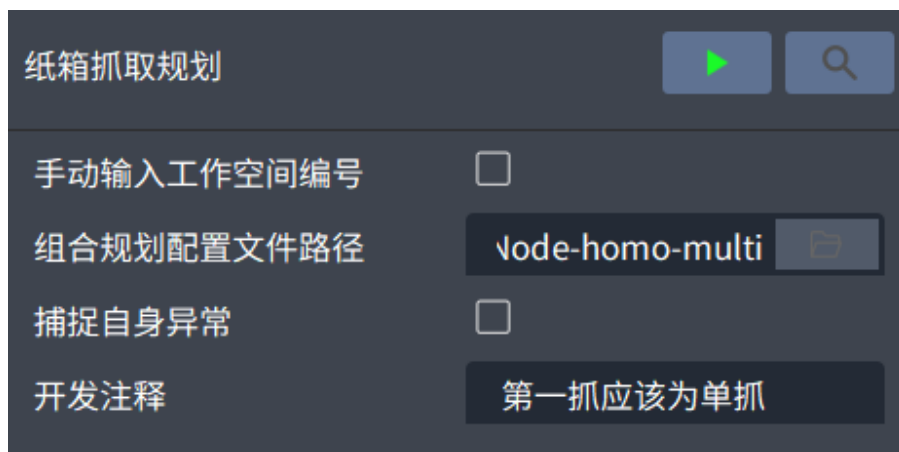 纸箱抓取规划
手动输入工作空间编号
组合规划配置文件路径 Node-homo-multi
捕捉自身异常
开发注释 第一抓应该为单抓